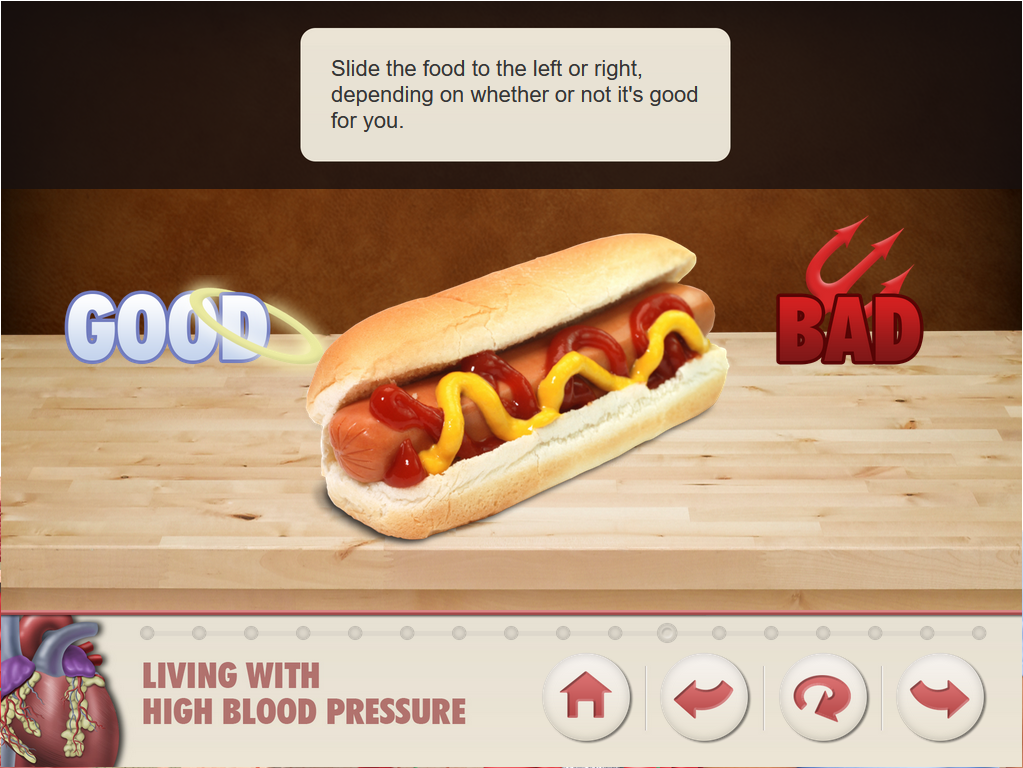 Slide the food to the left or right,
depending on whether or not it's good
for you.
GOOD
BAD
LIVING WITH
HIGH BLOOD PRESSURE